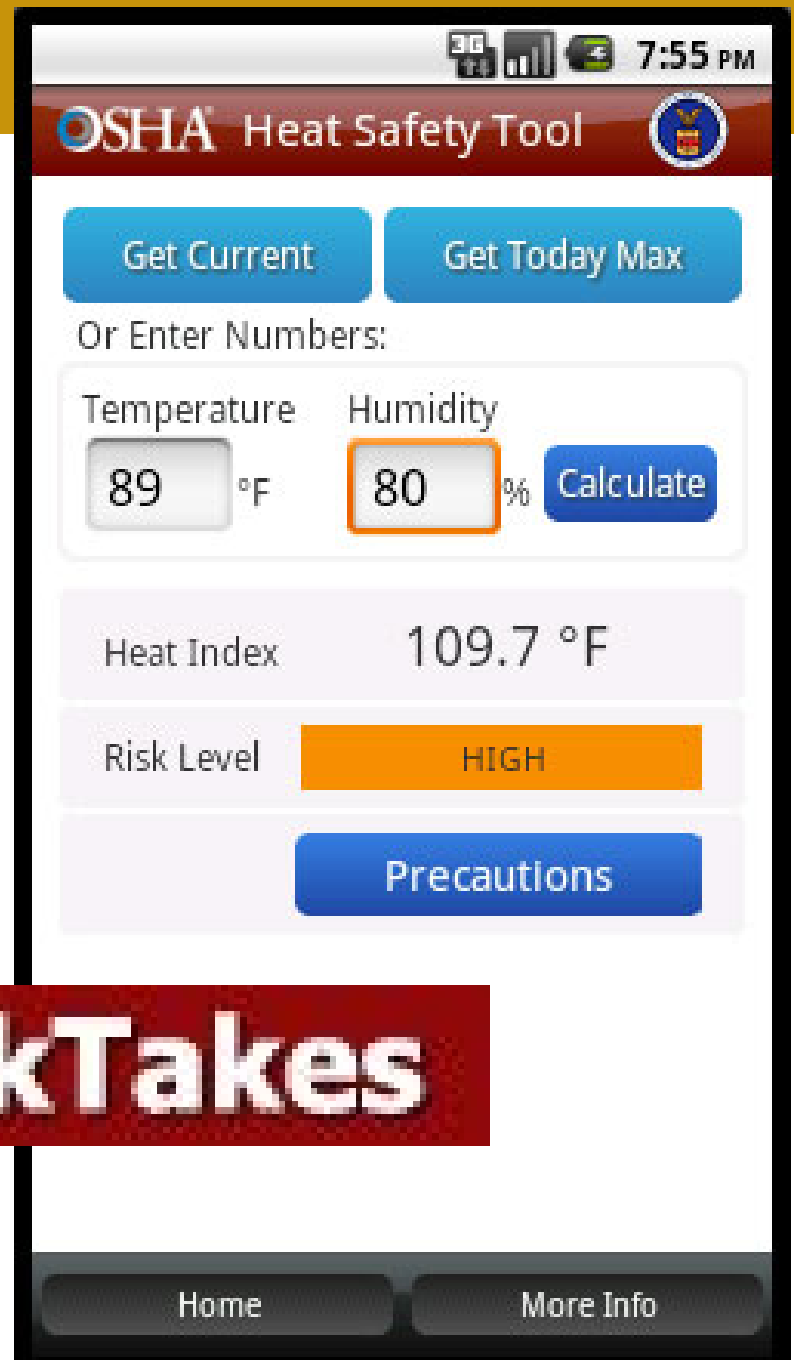 3G 7:55 PM
OSHA Heat Safety Tool
Get Current Get Today Max
Or Enter Numbers:
Temperature Humidity
89 °F 80 % Calculate
Heat Index 109.7 °F
Risk Level HIGH
Precautions
kTakes
Home More Info